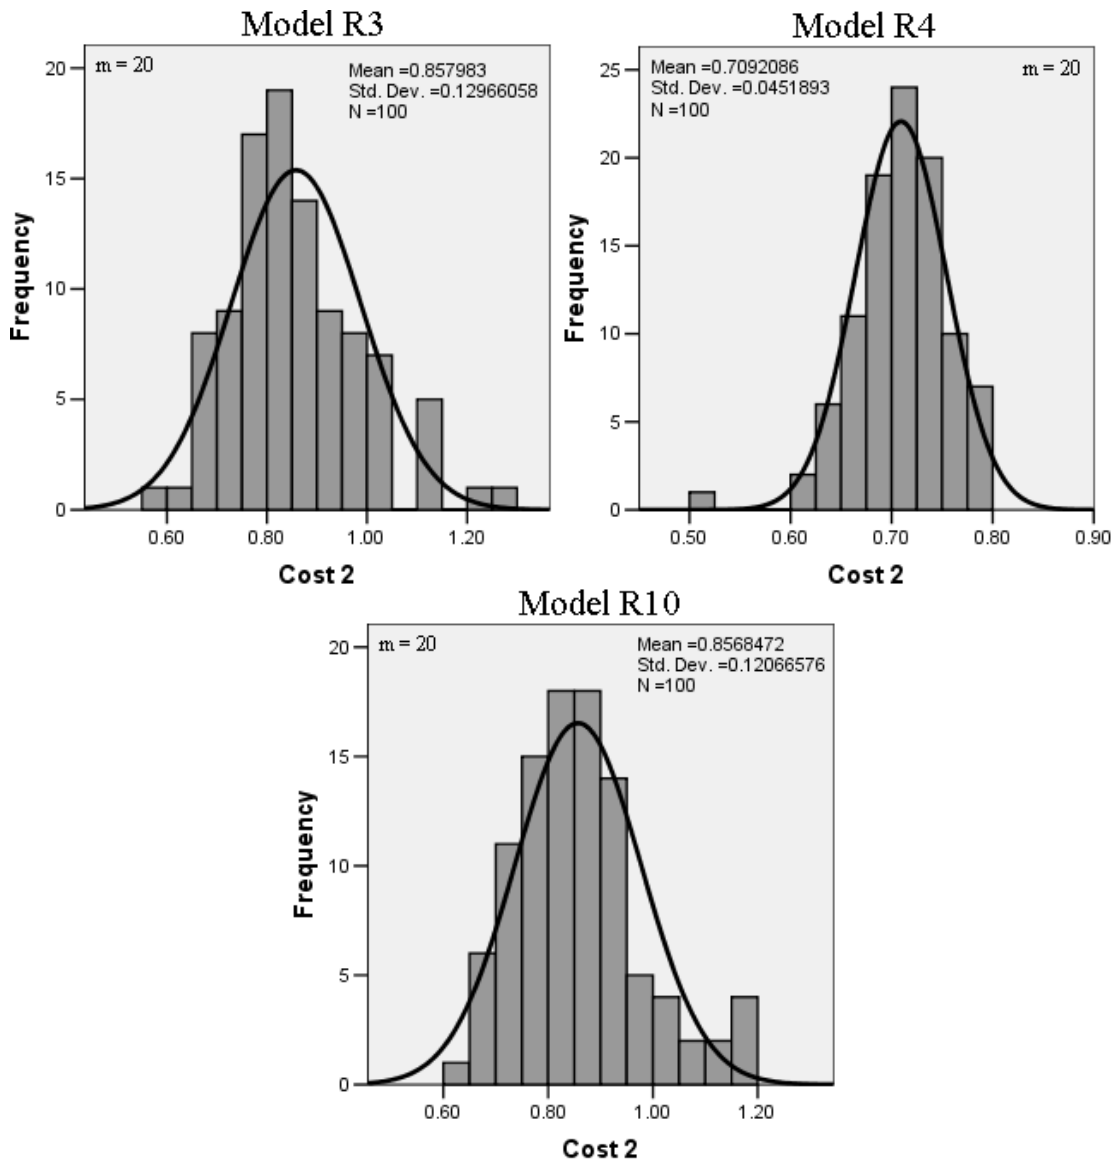 Model R3
m = 20
Mean =0.857983
Std. Dev. =0.12966058
N =100
20
15
10
5
0
Frequency
0.60 0.80 1.00 1.20
Cost 2
Model R4
Mean =0.7092086
Std. Dev. =0.0451893
N =100
m = 20
25
20
15
10
5
0
Frequency
0.50 0.60 0.70 0.80 0.90
Cost 2
Model R10
m = 20
Mean =0.8568472
Std. Dev. =0.12066576
N =100
20
15
10
5
0
Frequency
0.60 0.80 1.00 1.20
Cost 2